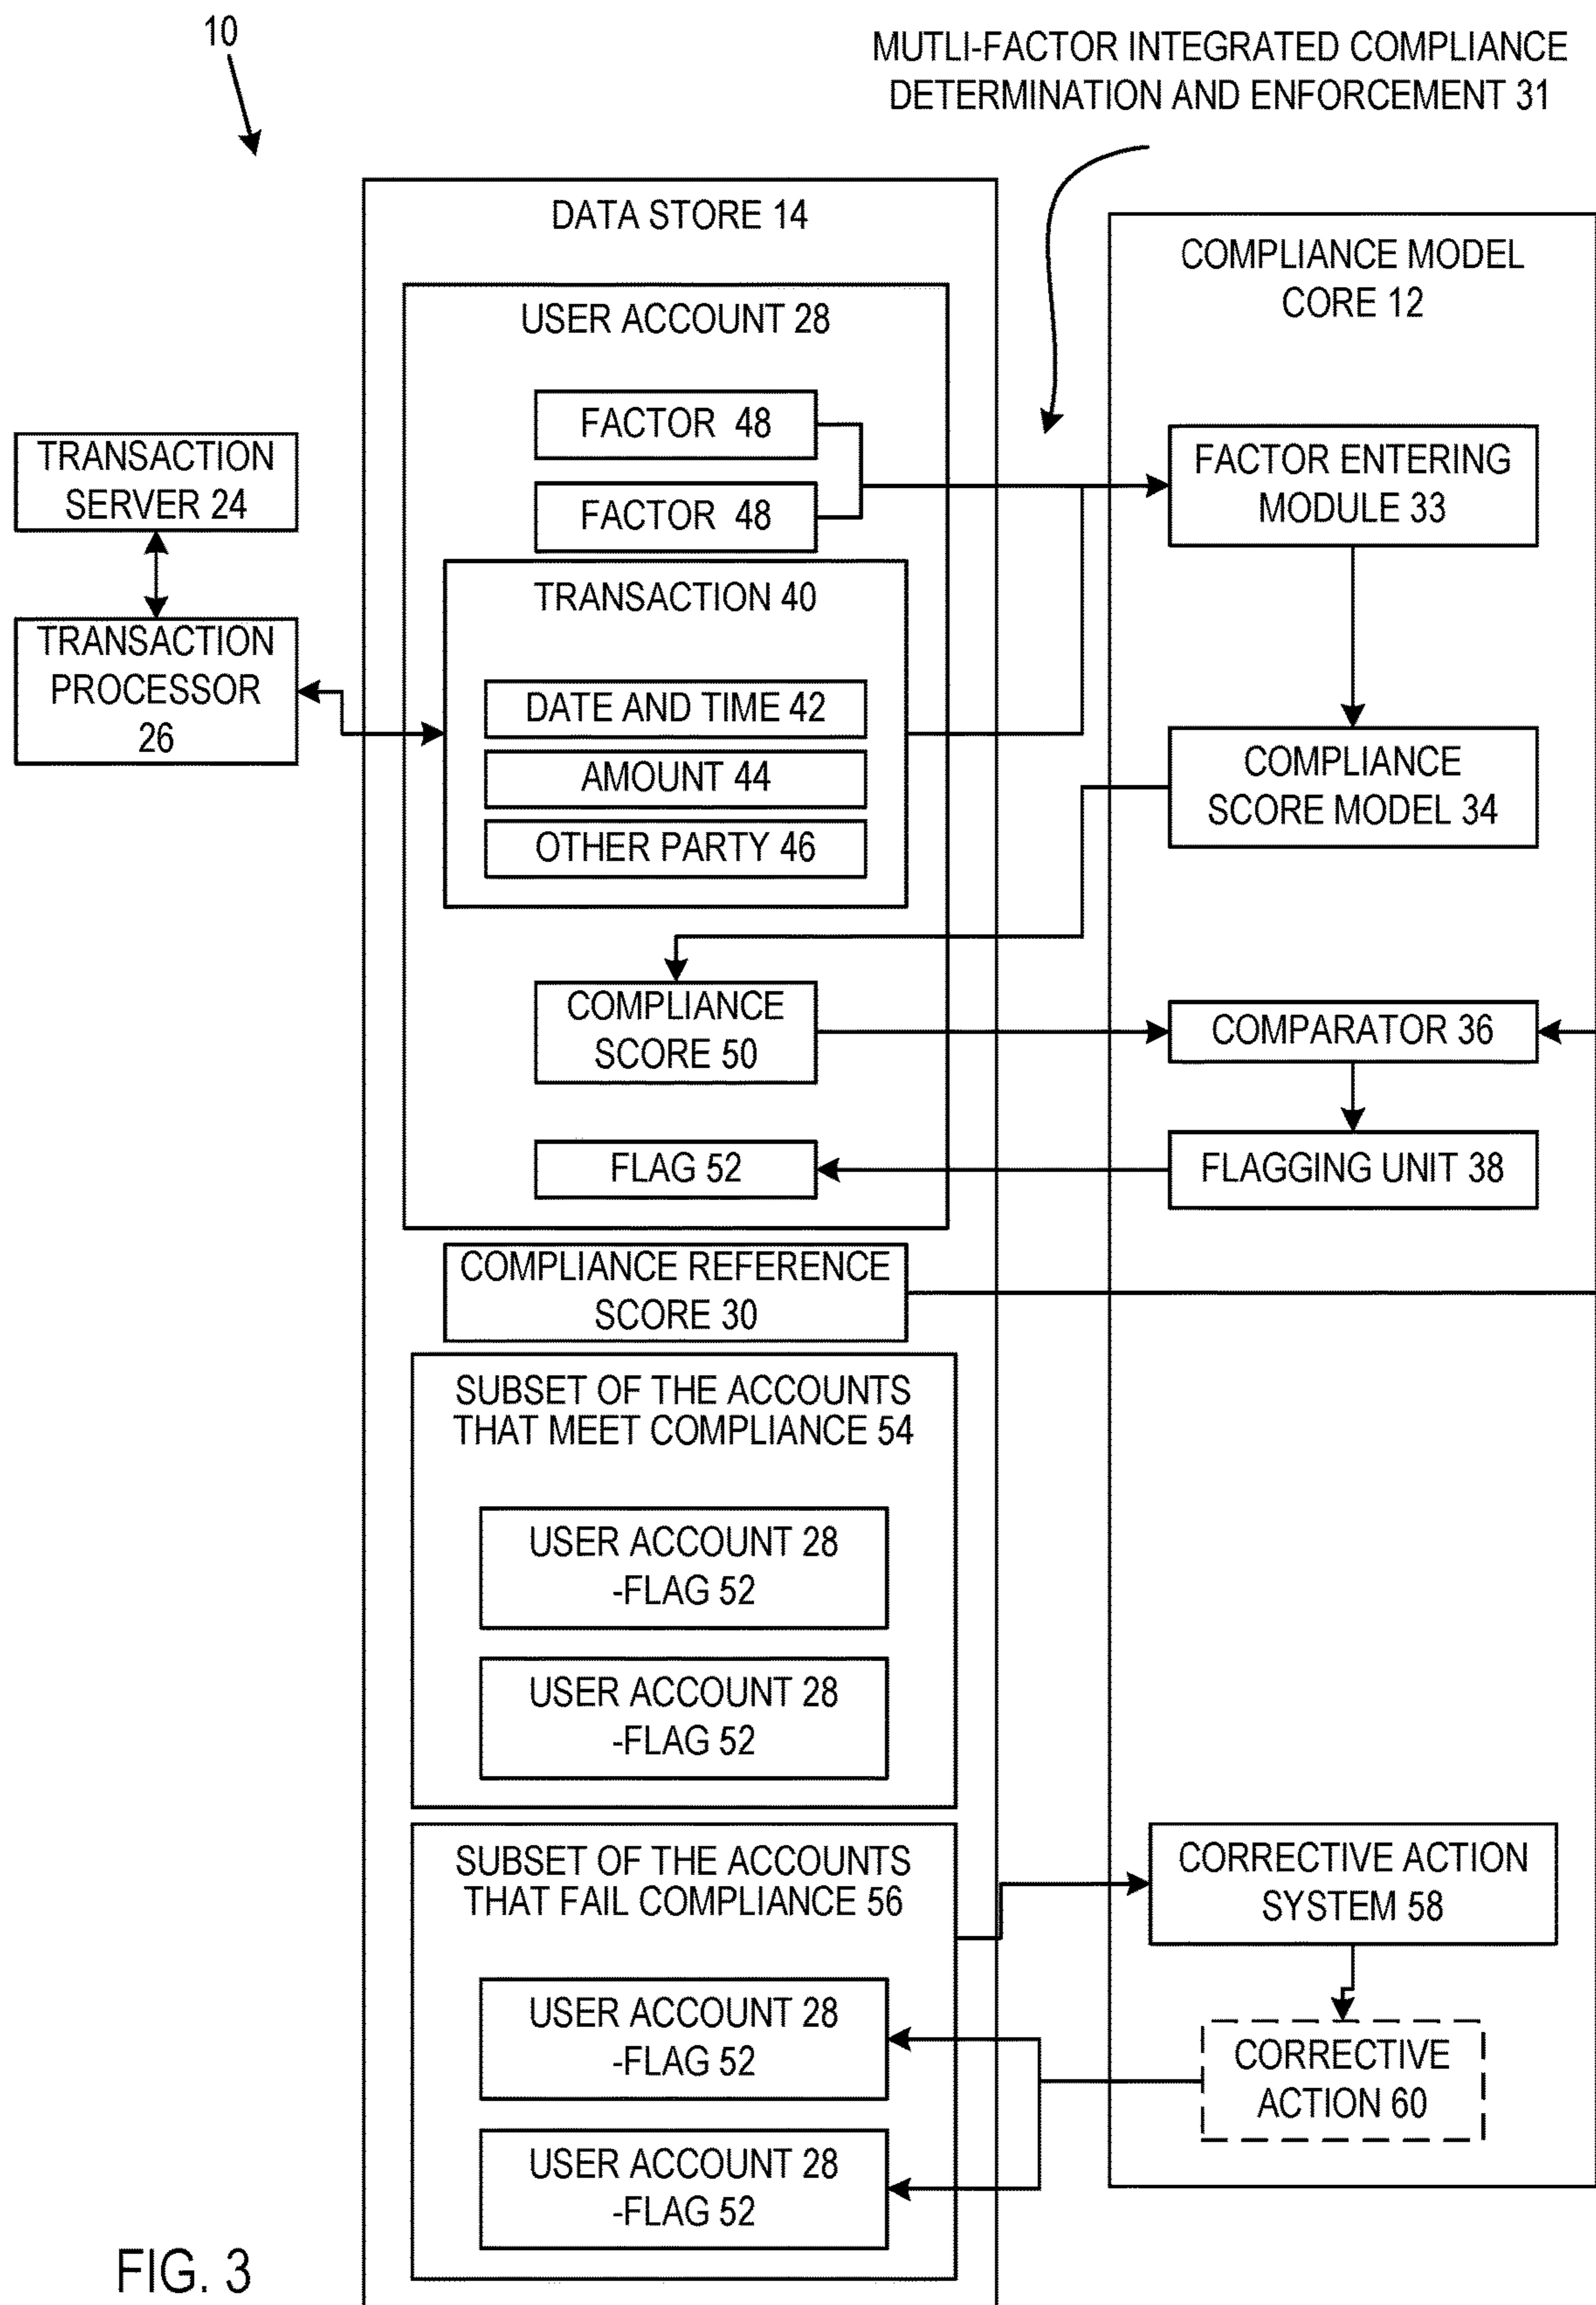 10
MUTLI-FACTOR INTEGRATED COMPLIANCE
DETERMINATION AND ENFORCEMENT 31
DATA STORE 14
USER ACCOUNT 28
FACTOR 48
FACTOR 48
TRANSACTION
SERVER 24
TRANSACTION
PROCESSOR
26
TRANSACTION 40
DATE AND TIME 42
AMOUNT 44
OTHER PARTY 46
COMPLIANCE
SCORE 50
FLAG 52
COMPLIANCE REFERENCE
SCORE 30
SUBSET OF THE ACCOUNTS
THAT MEET COMPLIANCE 54
USER ACCOUNT 28
-FLAG 52
USER ACCOUNT 28
-FLAG 52
SUBSET OF THE ACCOUNTS
THAT FAIL COMPLIANCE 56
USER ACCOUNT 28
-FLAG 52
USER ACCOUNT 28
-FLAG 52
COMPLIANCE MODEL
CORE 12
FACTOR ENTERING
MODULE 33
COMPLIANCE
SCORE MODEL 34
COMPARATOR 36
FLAGGING UNIT 38
CORRECTIVE ACTION
SYSTEM 58
CORRECTIVE
ACTION 60
FIG. 3